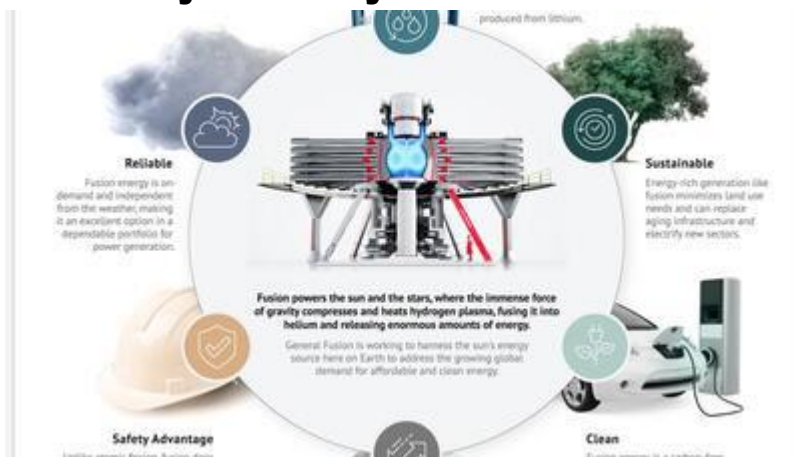 produced from lithium.
Reliable
Fusion energy is on-
demand and independent
from the weather, making
it an excellent option in a
dependable portfolio for
power generation.
Sustainable
Energy-rich generation like
fusion minimizes land use
needs and can replace
aging infrastructure and
electrify new sectors.
Fusion powers the sun and the stars, where the immense force
of gravity compresses and heats hydrogen plasma, fusing it into
helium and releasing enormous amounts of energy.
General Fusion is working to harness the sun's energy
source here on Earth to address the growing global
demand for affordable and clean energy.
Safety Advantage
Clean